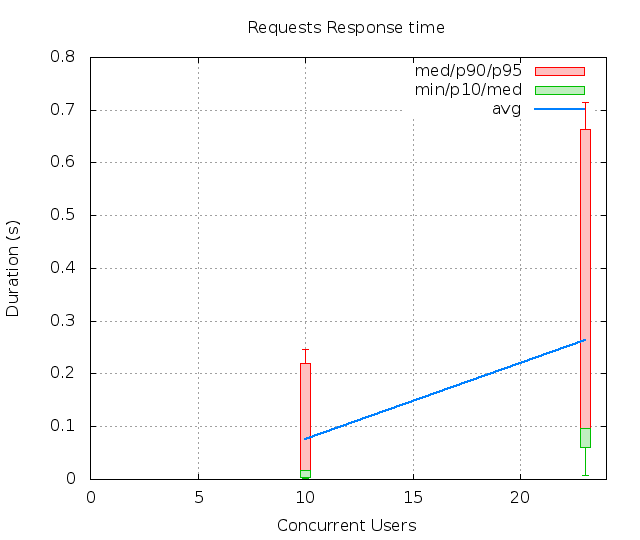 Requests Response time
0.8
0.7
0.6
0.5
0.4
0.3
0.2
0.1
0
Duration (s)
med/p90/p95
min/p10/med
avg
0 5 10 15 20
Concurrent Users